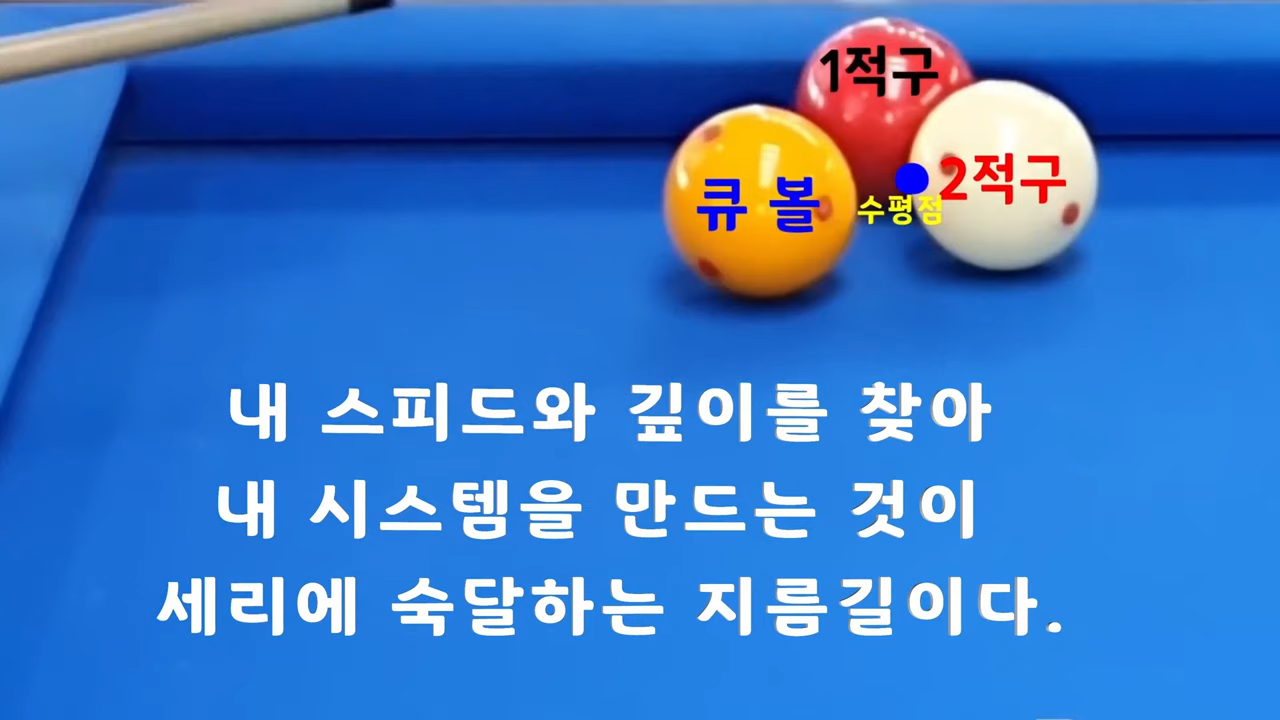 1적구
큐 볼
2적구
수평점
내 스피드와 깊이를 찾아
내 시스템을 만드는 것이
세리에 숙달하는 지름길이다.